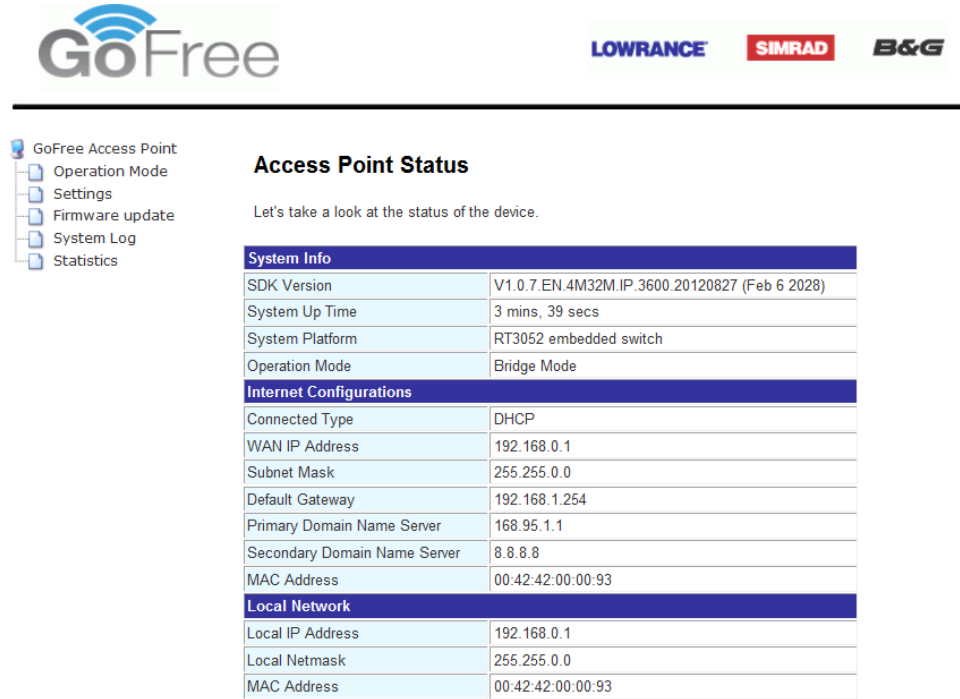 GoFree
LOWRANCE SIMRAD B&G
GoFree Access Point
Operation Mode
Settings
Firmware update
System Log
Statistics
Access Point Status
Let's take a look at the status of the device.
System Info
SDK Version V1.0.7.EN.4M32M.IP.3600.20120827 (Feb 6 2028)
System Up Time 3 mins, 39 secs
System Platform RT3052 embedded switch
Operation Mode Bridge Mode
Internet Configurations
Connected Type DHCP
WAN IP Address 192.168.0.1
Subnet Mask 255.255.0.0
Default Gateway 192.168.1.254
Primary Domain Name Server 168.95.1.1
Secondary Domain Name Server 8.8.8.8
MAC Address 00:42:42:00:00:93
Local Network
Local IP Address 192.168.0.1
Local Netmask 255.255.0.0
MAC Address 00:42:42:00:00:93